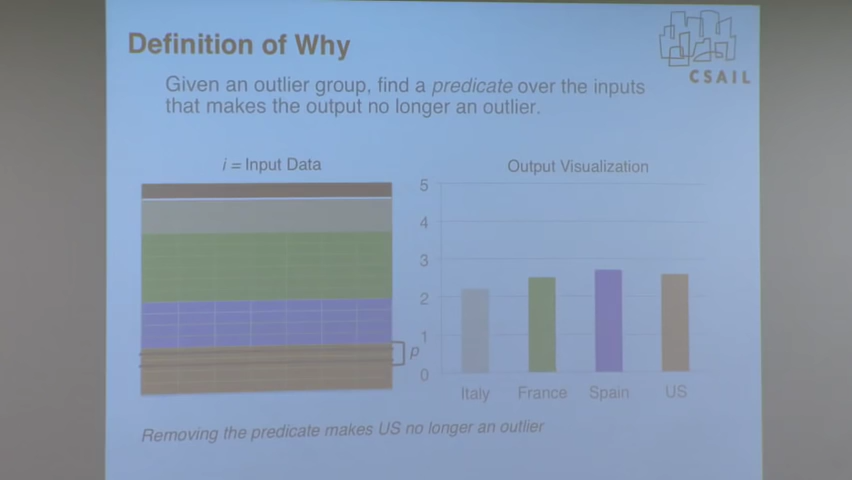 Definition of Why
CSAIL
Given an outlier group, find a predicate over the inputs
that makes the output no longer an outlier.
i = Input Data
Output Visualization
5
4
3
2
1
0
p
Italy France Spain US
Removing the predicate makes US no longer an outlier